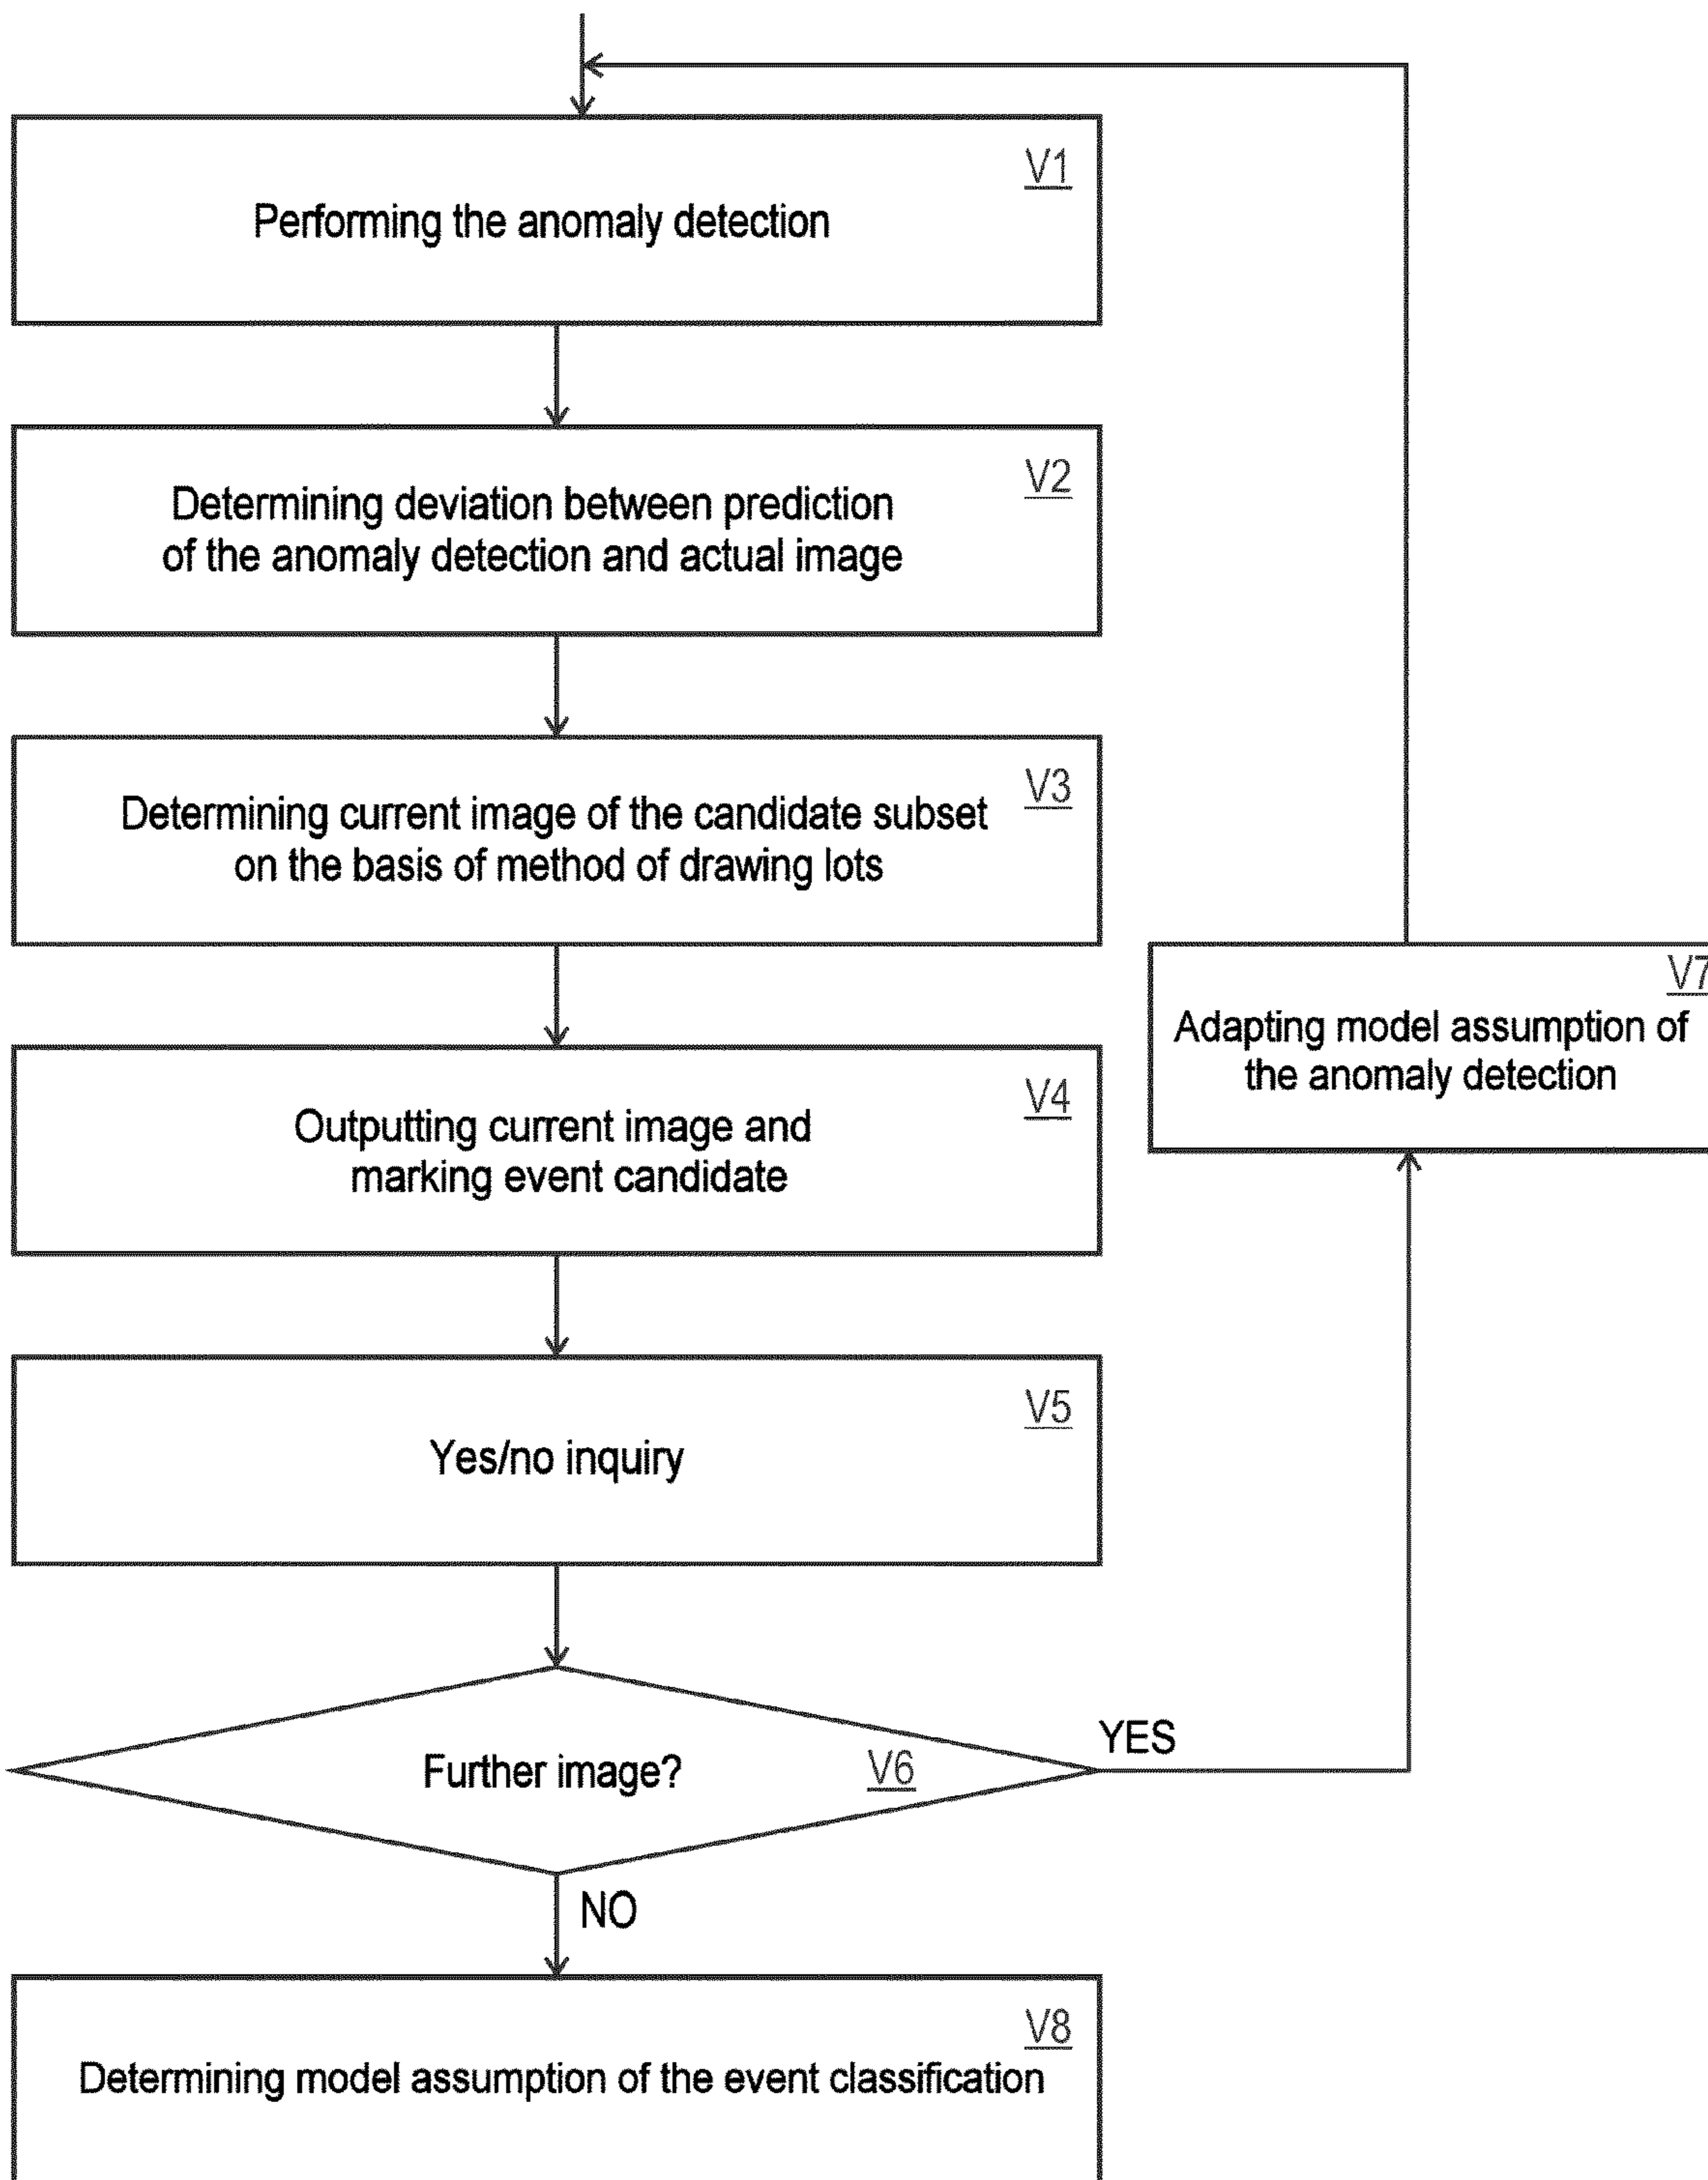 V1
Performing the anomaly detection
V2
Determining deviation between prediction
of the anomaly detection and actual image
V3
Determining current image of the candidate subset
on the basis of method of drawing lots
V4
Outputting current image and
marking event candidate
V5
Yes/no inquiry
Further image?
V6
YES
NO
V7
Adapting model assumption of
the anomaly detection
V8
Determining model assumption of the event classification